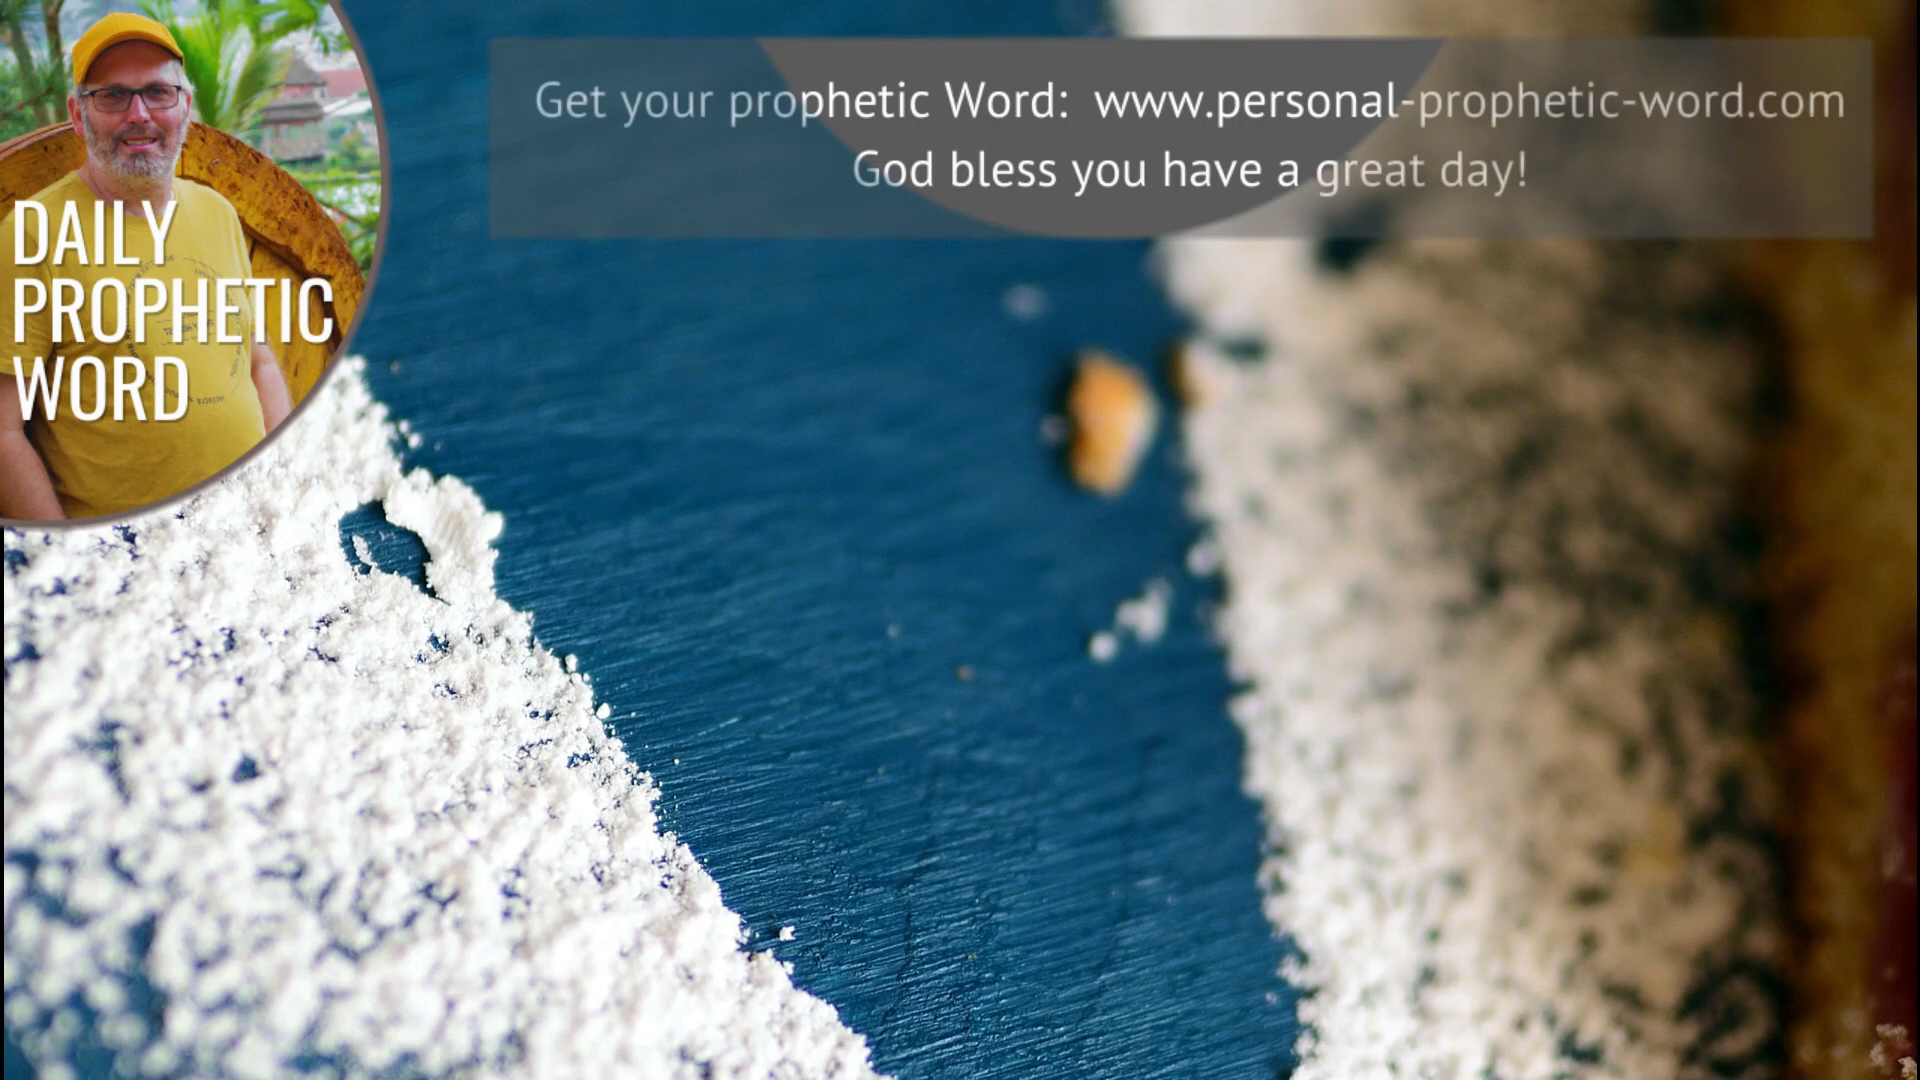 DAILY
PROPHETIC
WORD
Get your prophetic Word:  www.personal-prophetic-word.com
God bless you have a great day!